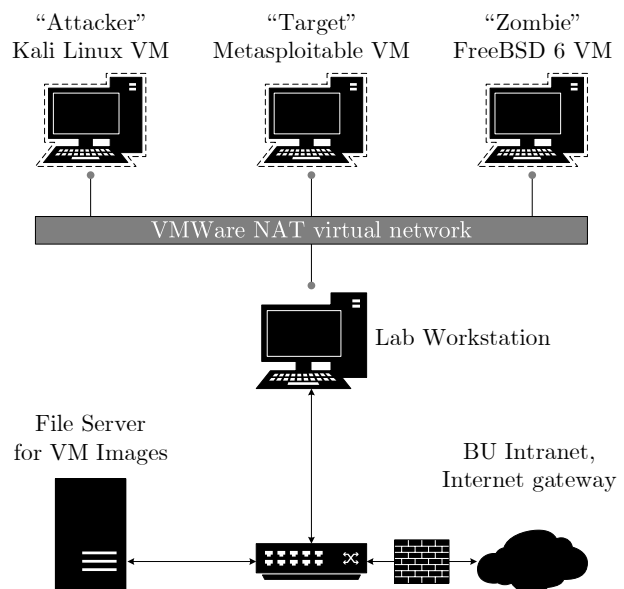 “Attacker”
Kali Linux VM
“Target”
Metasploitable VM
“Zombie”
FreeBSD 6 VM
VMWare NAT virtual network
Lab Workstation
File Server
for VM Images
BU Intranet,
Internet gateway